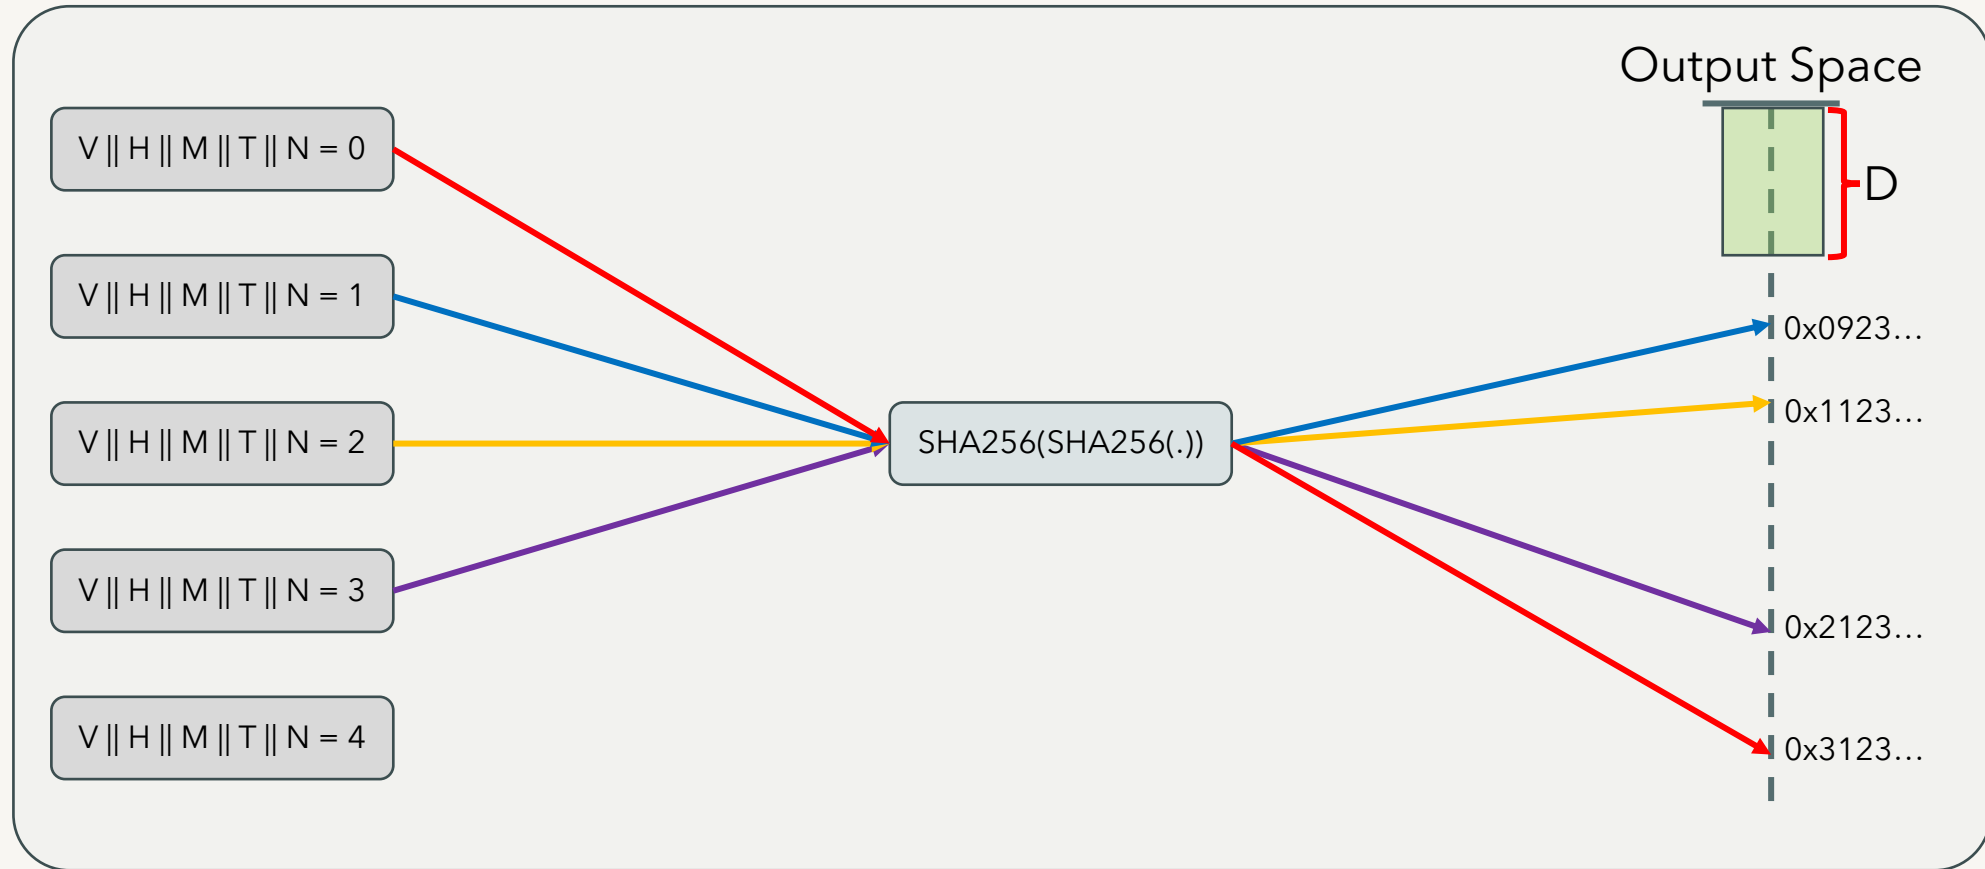 Output Space
V || H || M || T || N = 0
D
V || H || M || T || N = 1
0x0923...
V || H || M || T || N = 2
0x1123...
SHA256(SHA256(.))
V || H || M || T || N = 3
0x2123...
V || H || M || T || N = 4
0x3123...